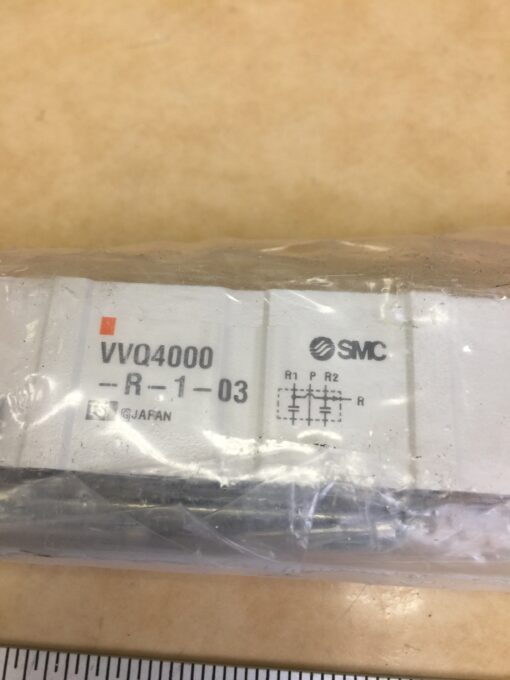 VVQ4000
-R-1-03
JAPAN
SMC
R1 P R2
R